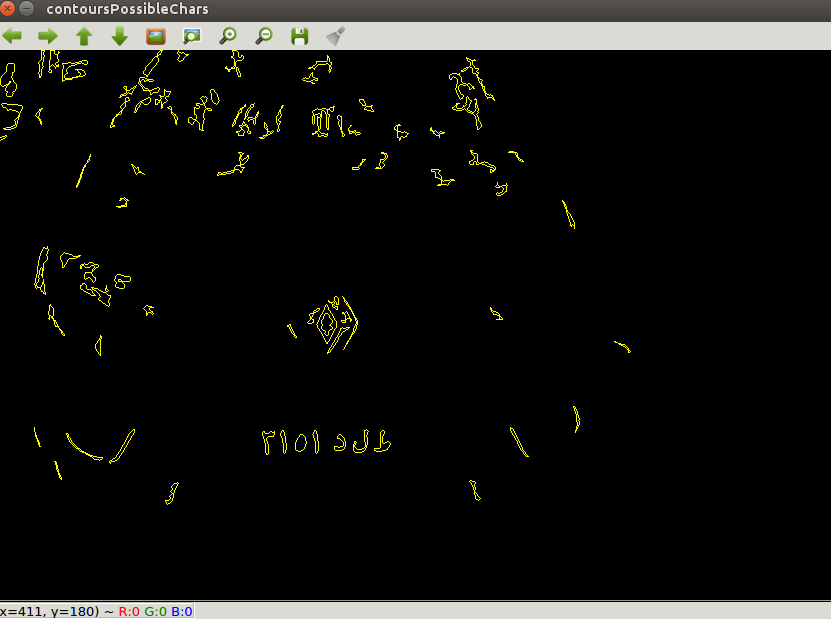 contoursPossibleChars
ط ل د
x=411, y=180) ~ R:0 G:0 B:0